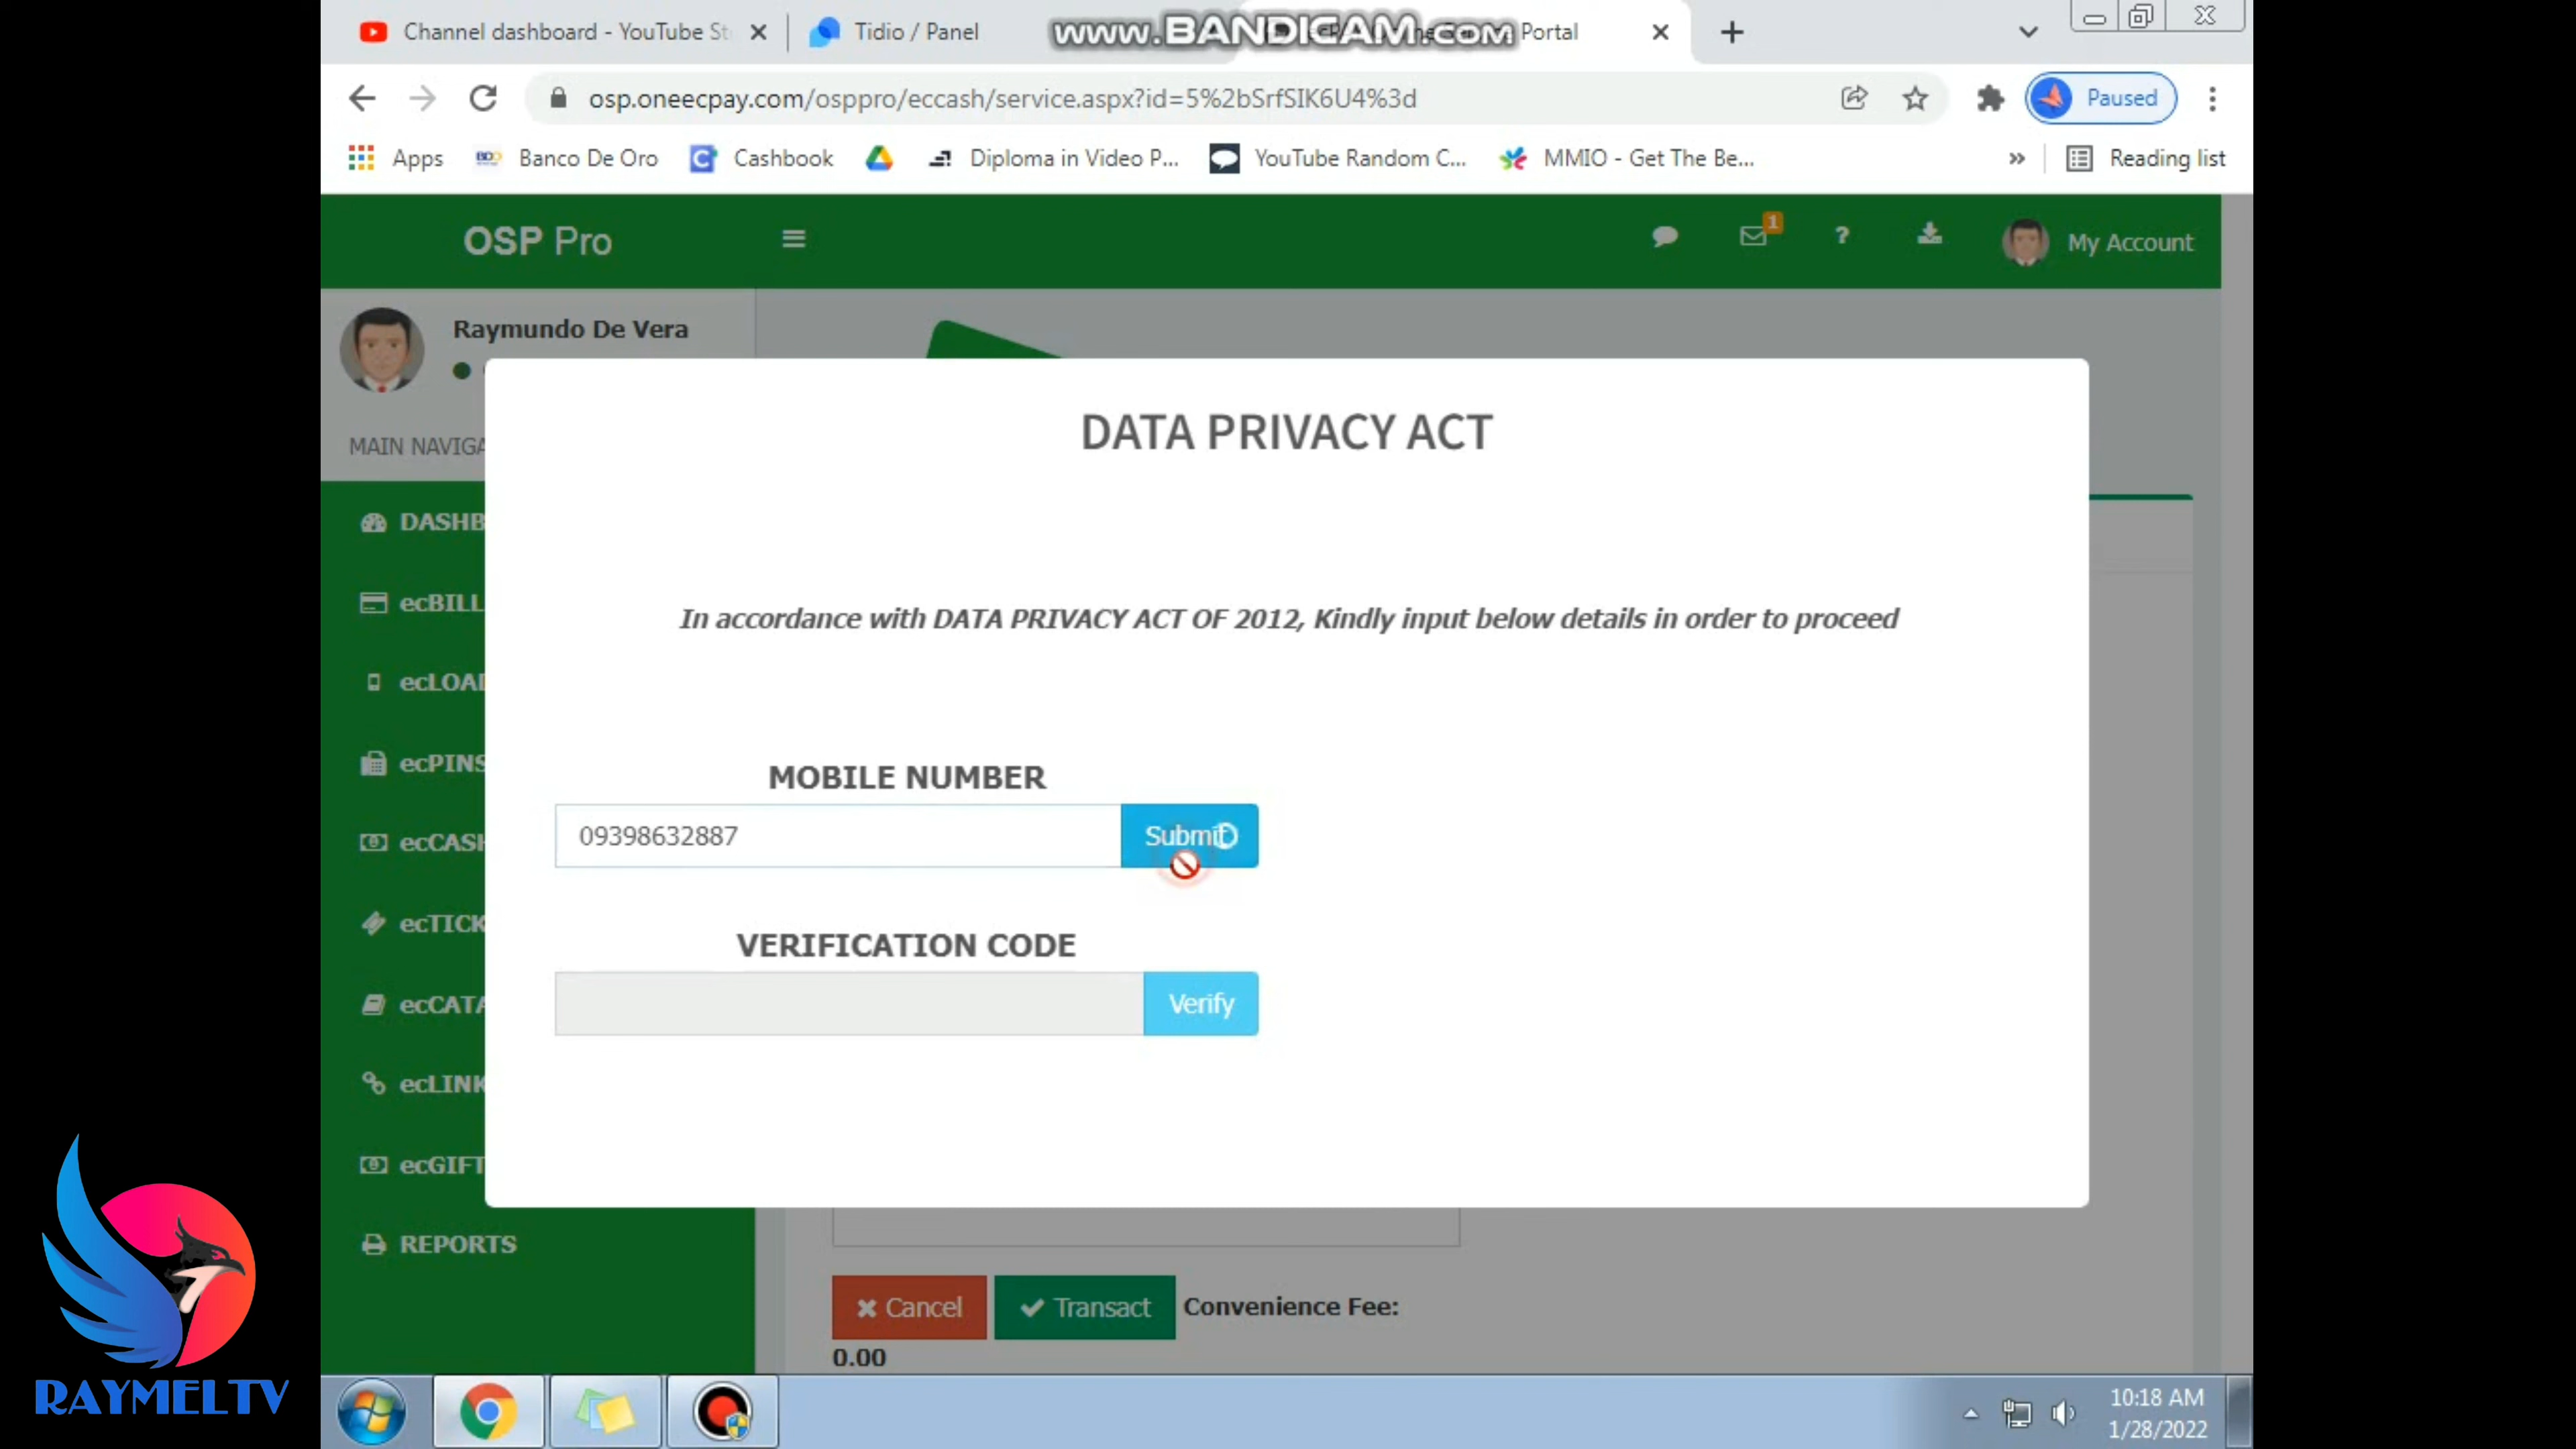 Channel dashboard - YouTube St
Tidio / Panel
Portal
www.BANDICAM.com
osp.oneecpay.com/osppro/eccash/service.aspx?id=5%2bSrfSIK6U4%3d
Paused
Apps
BDO
Banco De Oro
Cashbook
Diploma in Video P...
YouTube Random C...
MMIO - Get The Be...
»
Reading list
OSP Pro
1
?
My Account
Raymundo De Vera
MAIN NAVIGA
DASHB
ecBILL
ecLOAD
ecPINS
ecCASH
ecTICK
ecCATA
ecLINK
ecGIFT
REPORTS
DATA PRIVACY ACT
In accordance with DATA PRIVACY ACT OF 2012, Kindly input below details in order to proceed
MOBILE NUMBER
09398632887
Submit
VERIFICATION CODE
Verify
Cancel
Transact
Convenience Fee:
0.00
RAYMELTV
10:18 AM
1/28/2022